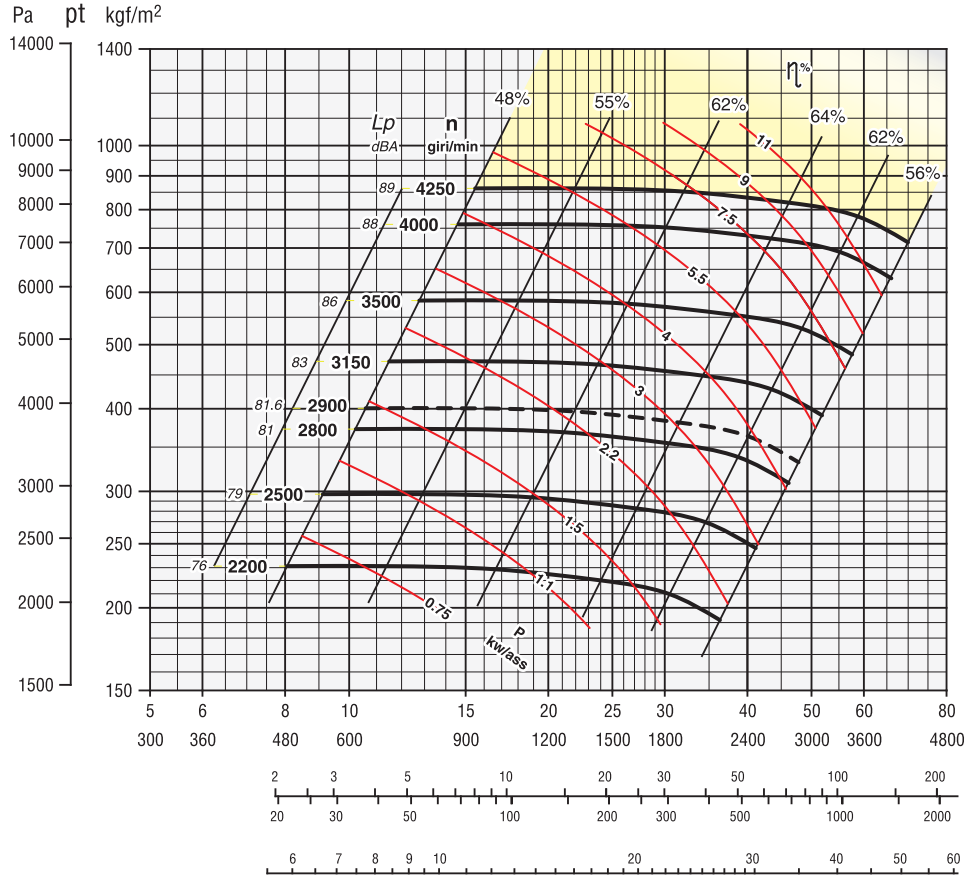 Pa pt kgf/m2
14000 1400
η%
48% 55% 62% 64% 62% 56%
Lp n
dBA giri/min
11
10000 1000
9000 900
9
89 4250
8000 800
7.5
88 4000
7000 700
5.5
6000 600
86 3500
4
5000 500
83 3150
3
4000 400
81.6 2900
81 2800
2.2
3000 300
79 2500
1.5
2500 250
76 2200
1.1
2000 200
0.75
P
kw/ass
1500 150
5 6 8 10 15 20 25 30 40 50 60 80
300 360 480 600 900 1200 1500 1800 2400 3000 3600 4800
2 3 5 10 20 30 50 100 200
20 30 50 100 200 300 500 1000 2000
6 7 8 9 10 20 30 40 50 60